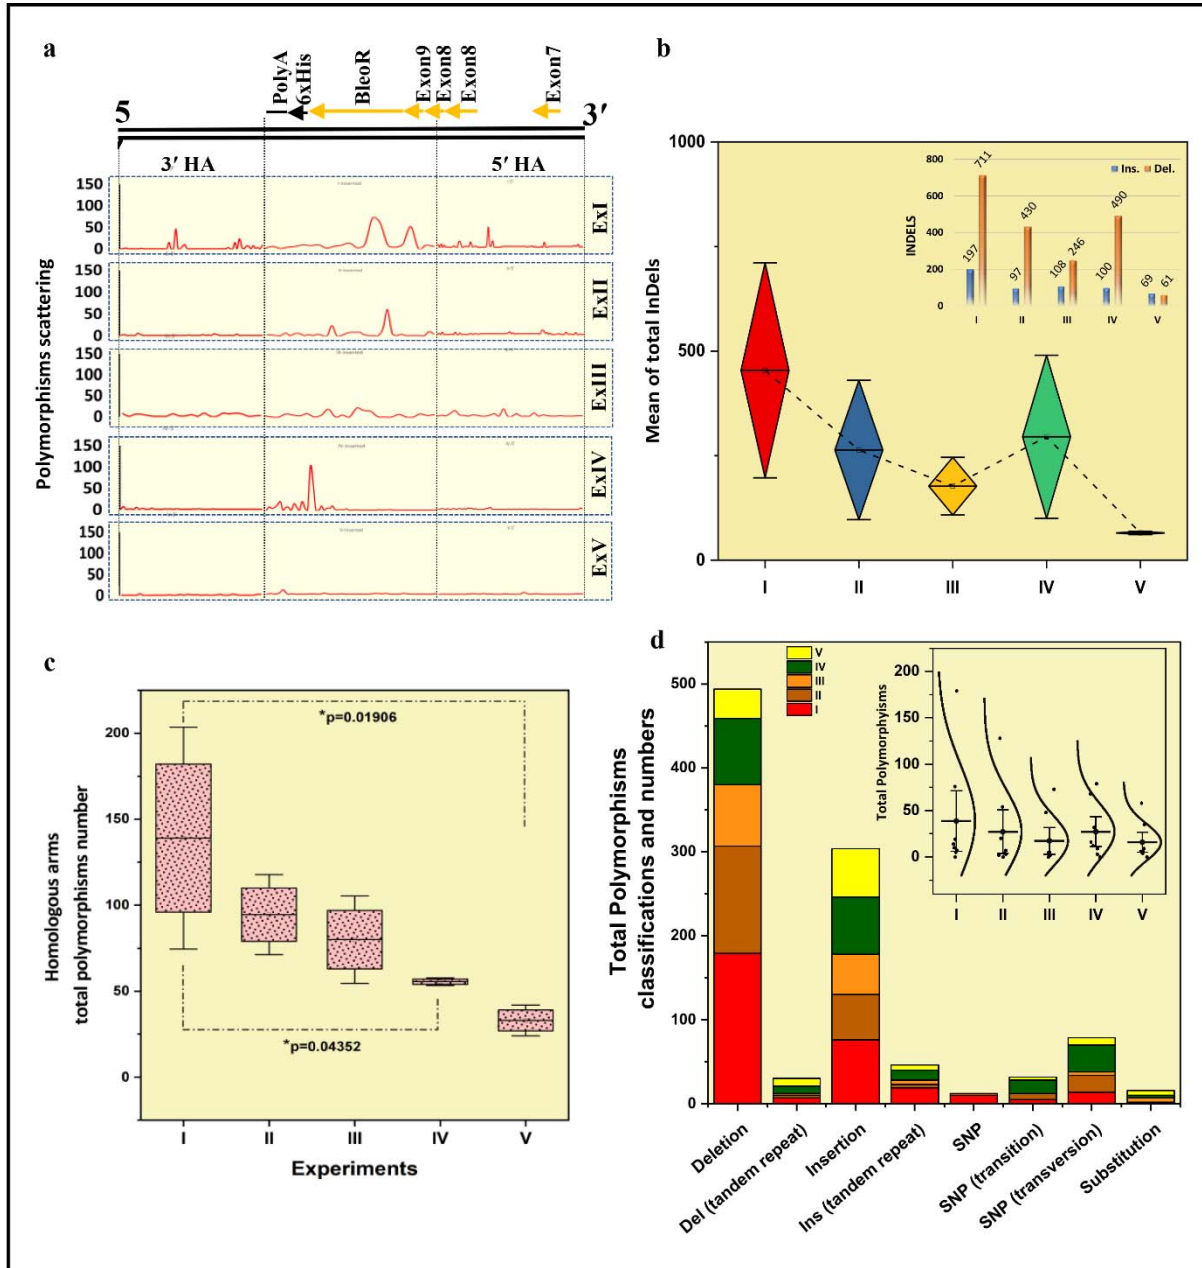 a
PolyA
6xHis
BleoR
Exon9
Exon8
Exon8
Exon7
5
3′
3′ HA
5′ HA
Polymorphisms scattering
150
100
50
0
ExI
150
100
50
0
ExII
150
100
50
0
ExIII
150
100
50
0
ExIV
150
100
50
0
ExV
b
Mean of total InDels
1000
500
0
I
II
III
IV
V
INDELS
800
600
400
200
0
Ins.
Del.
197
711
97
430
108
246
100
490
69
61
I
II
III
IV
V
c
Homologous arms
total polymorphisms number
200
150
100
50
0
*p=0.01906
*p=0.04352
I
II
III
IV
V
Experiments
d
Total Polymorphisms
classifications and numbers
500
400
300
200
100
0
V
IV
III
II
I
Total Polymorphyisms
200
150
100
50
0
I
II
III
IV
V
Deletion
Del (tandem repeat)
Insertion
Ins (tandem repeat)
SNP
SNP (transition)
SNP (transversion)
Substitution